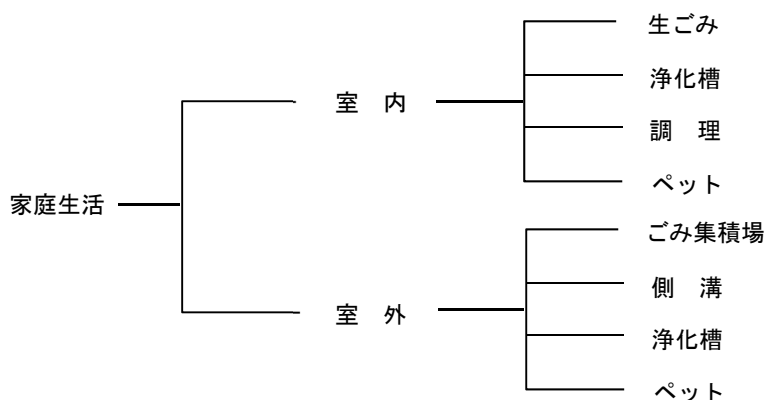 家庭生活
室　内
生ごみ
浄化槽
調　理
ペット
室　外
ごみ集積場
側　溝
浄化槽
ペット